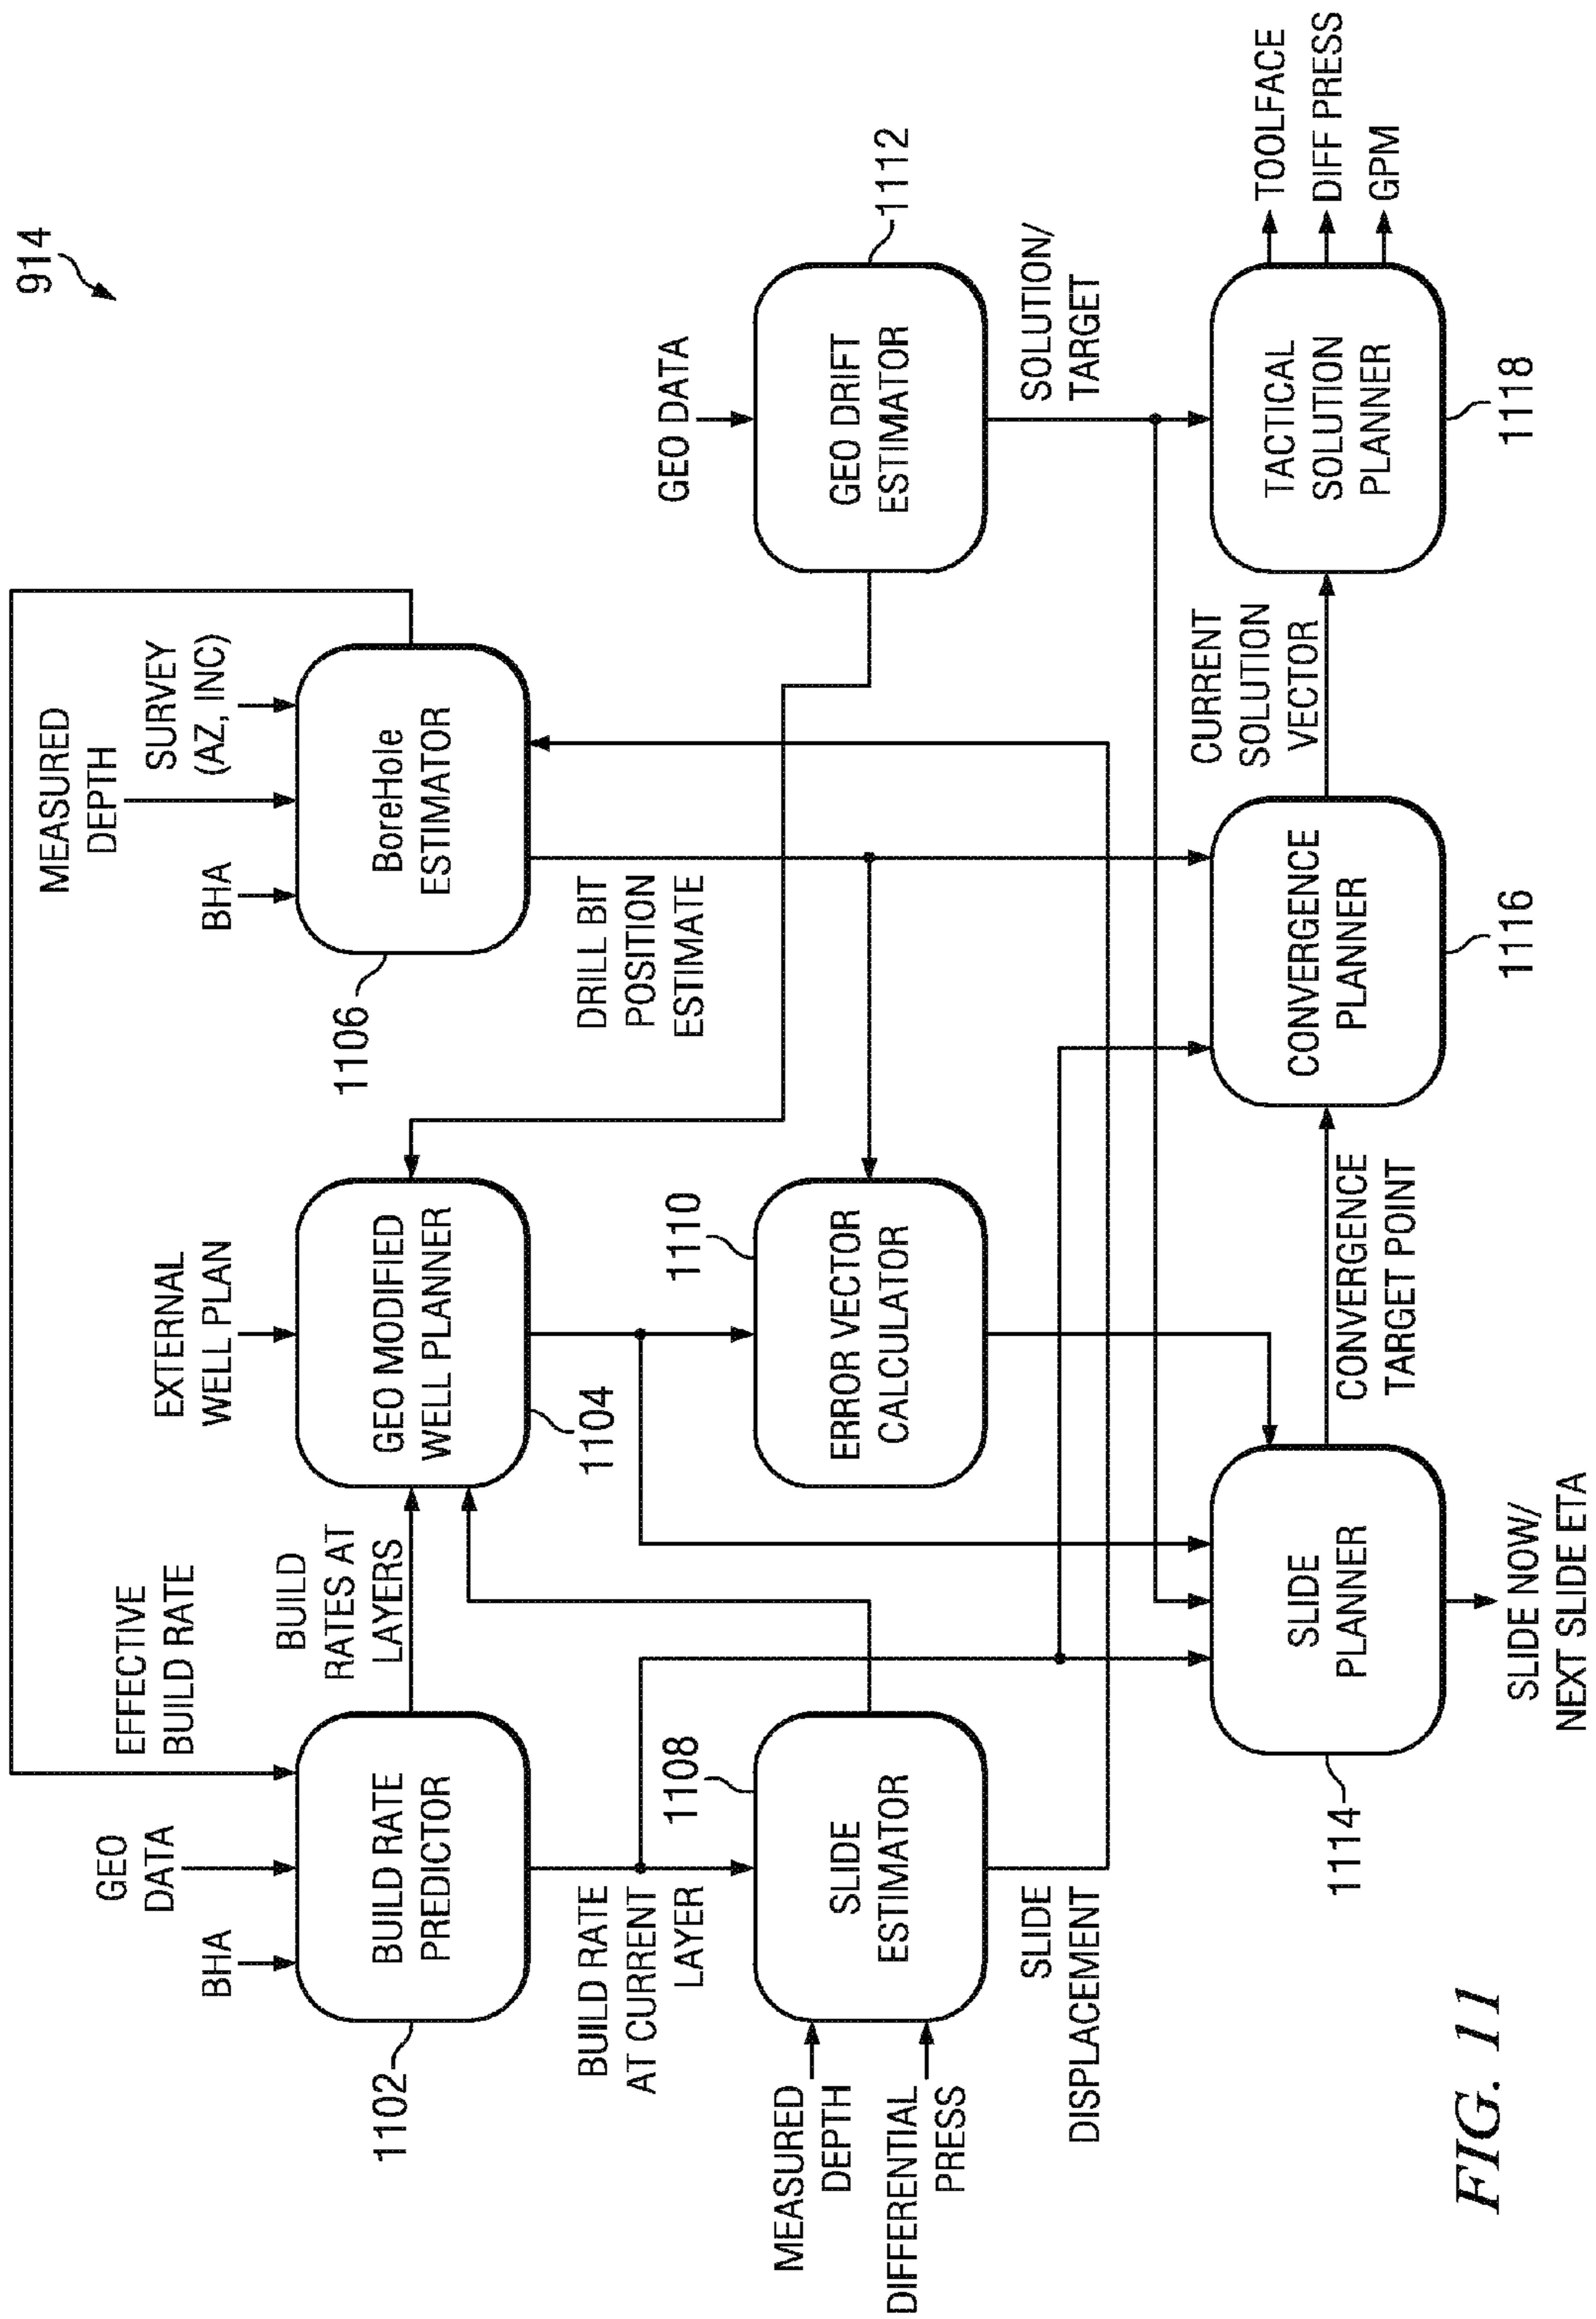 914
MEASURED
DEPTH
BHA
GEO
DATA
EFFECTIVE
BUILD RATE
EXTERNAL
WELL PLAN
BHA
SURVEY
(AZ, INC)
BUILD RATE
PREDICTOR
1102
BUILD
RATES AT
LAYERS
GEO MODIFIED
WELL PLANNER
1104
BoreHole
ESTIMATOR
1106
BUILD RATE
AT CURRENT
LAYER
DRILL BIT
POSITION
ESTIMATE
GEO DATA
MEASURED
DEPTH
DIFFERENTIAL
PRESS
SLIDE
ESTIMATOR
1108
ERROR VECTOR
CALCULATOR
1110
GEO DRIFT
ESTIMATOR
1112
SLIDE
DISPLACEMENT
SOLUTION/
TARGET
SLIDE
PLANNER
1114
CONVERGENCE
TARGET POINT
CONVERGENCE
PLANNER
1116
CURRENT
SOLUTION
VECTOR
TACTICAL
SOLUTION
PLANNER
1118
TOOLFACE
DIFF PRESS
GPM
SLIDE NOW/
NEXT SLIDE ETA
FIG. 11